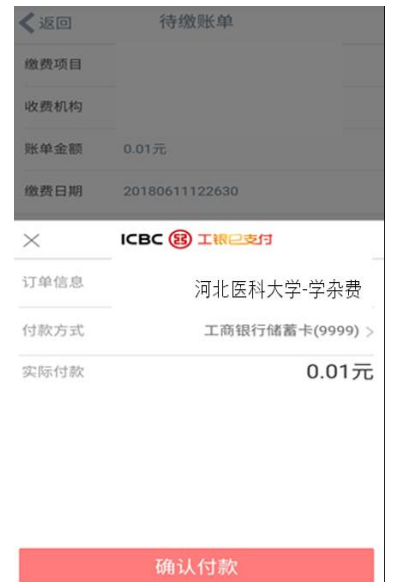 返回 待缴账单
缴费项目
收费机构
账单金额 0.01元
缴费日期 20180611122630
ICBC 工银e支付
订单信息 河北医科大学-学杂费
付款方式 工商银行储蓄卡(9999) >
实际付款 0.01元
确认付款